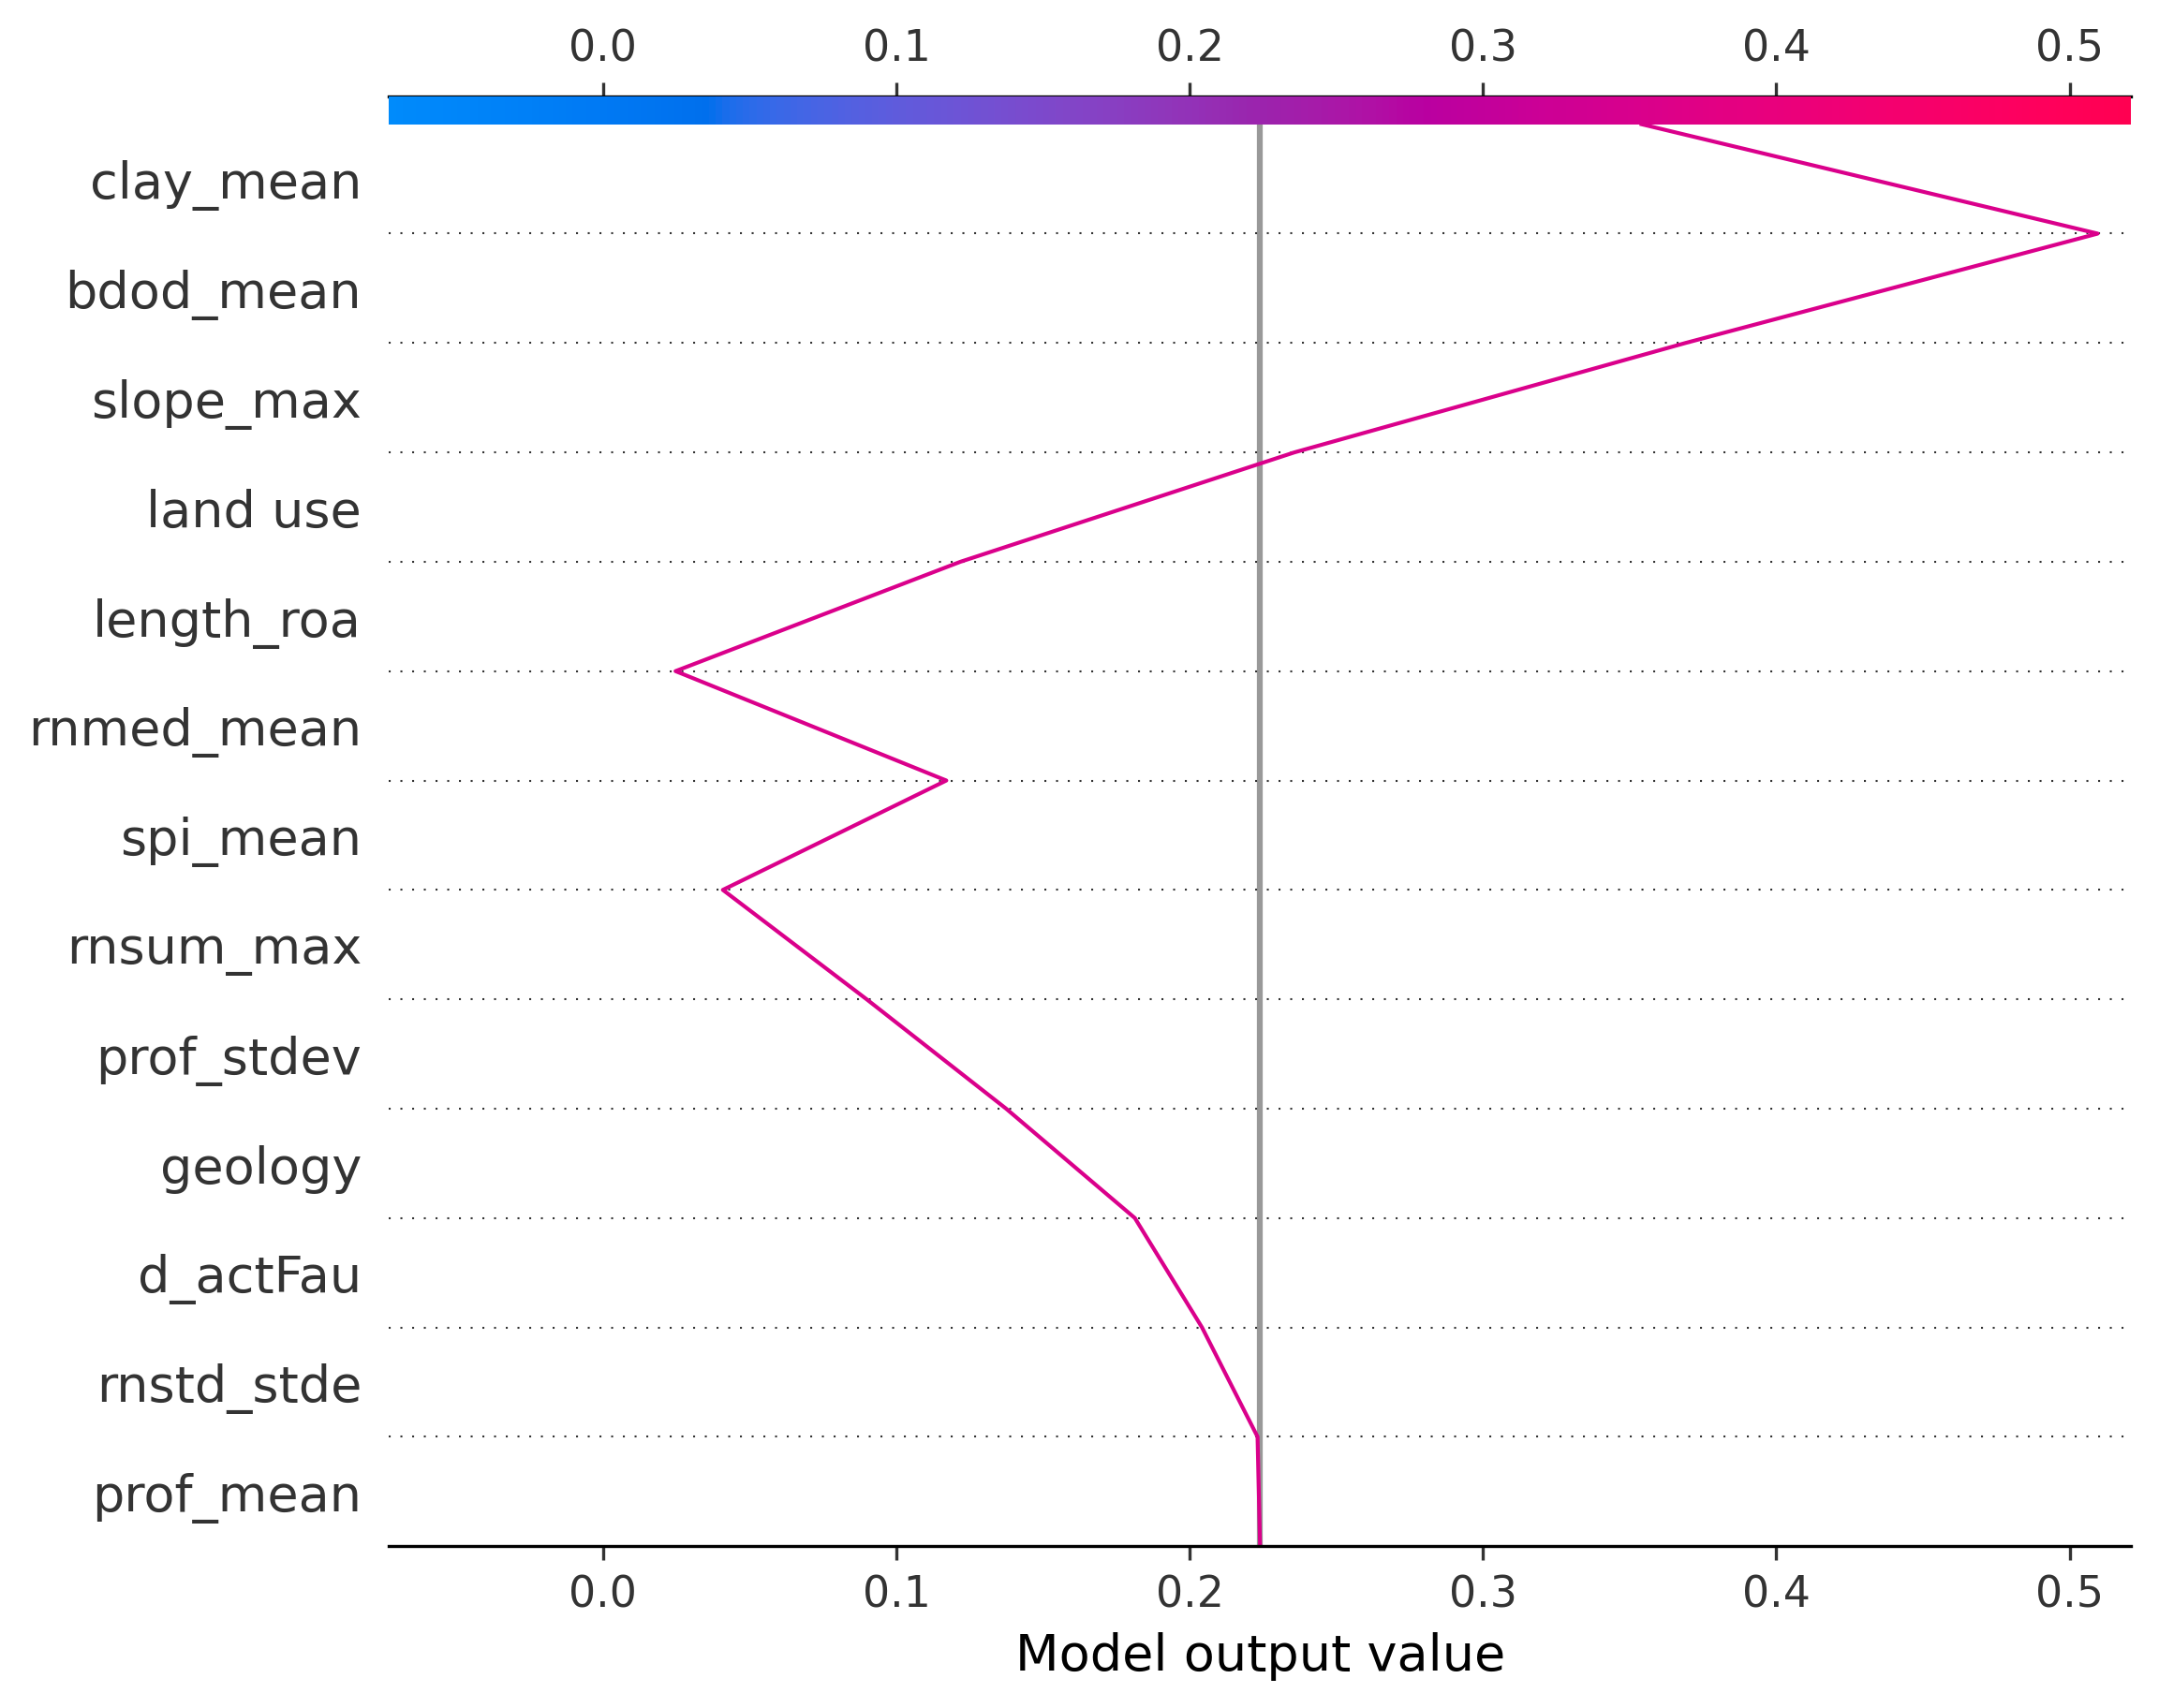 0.0 0.1 0.2 0.3 0.4 0.5
clay_mean
bdod_mean
slope_max
land use
length_roa
rnmed_mean
spi_mean
rnsum_max
prof_stdev
geology
d_actFau
rnstd_stde
prof_mean
0.0 0.1 0.2 0.3 0.4 0.5
Model output value